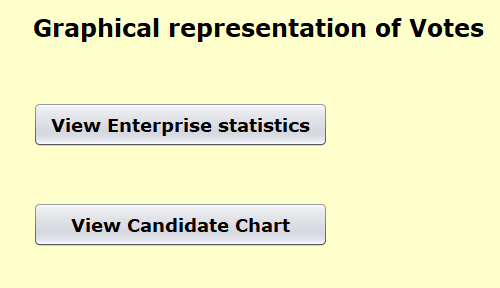 Graphical representation of Votes
View Enterprise statistics
View Candidate Chart